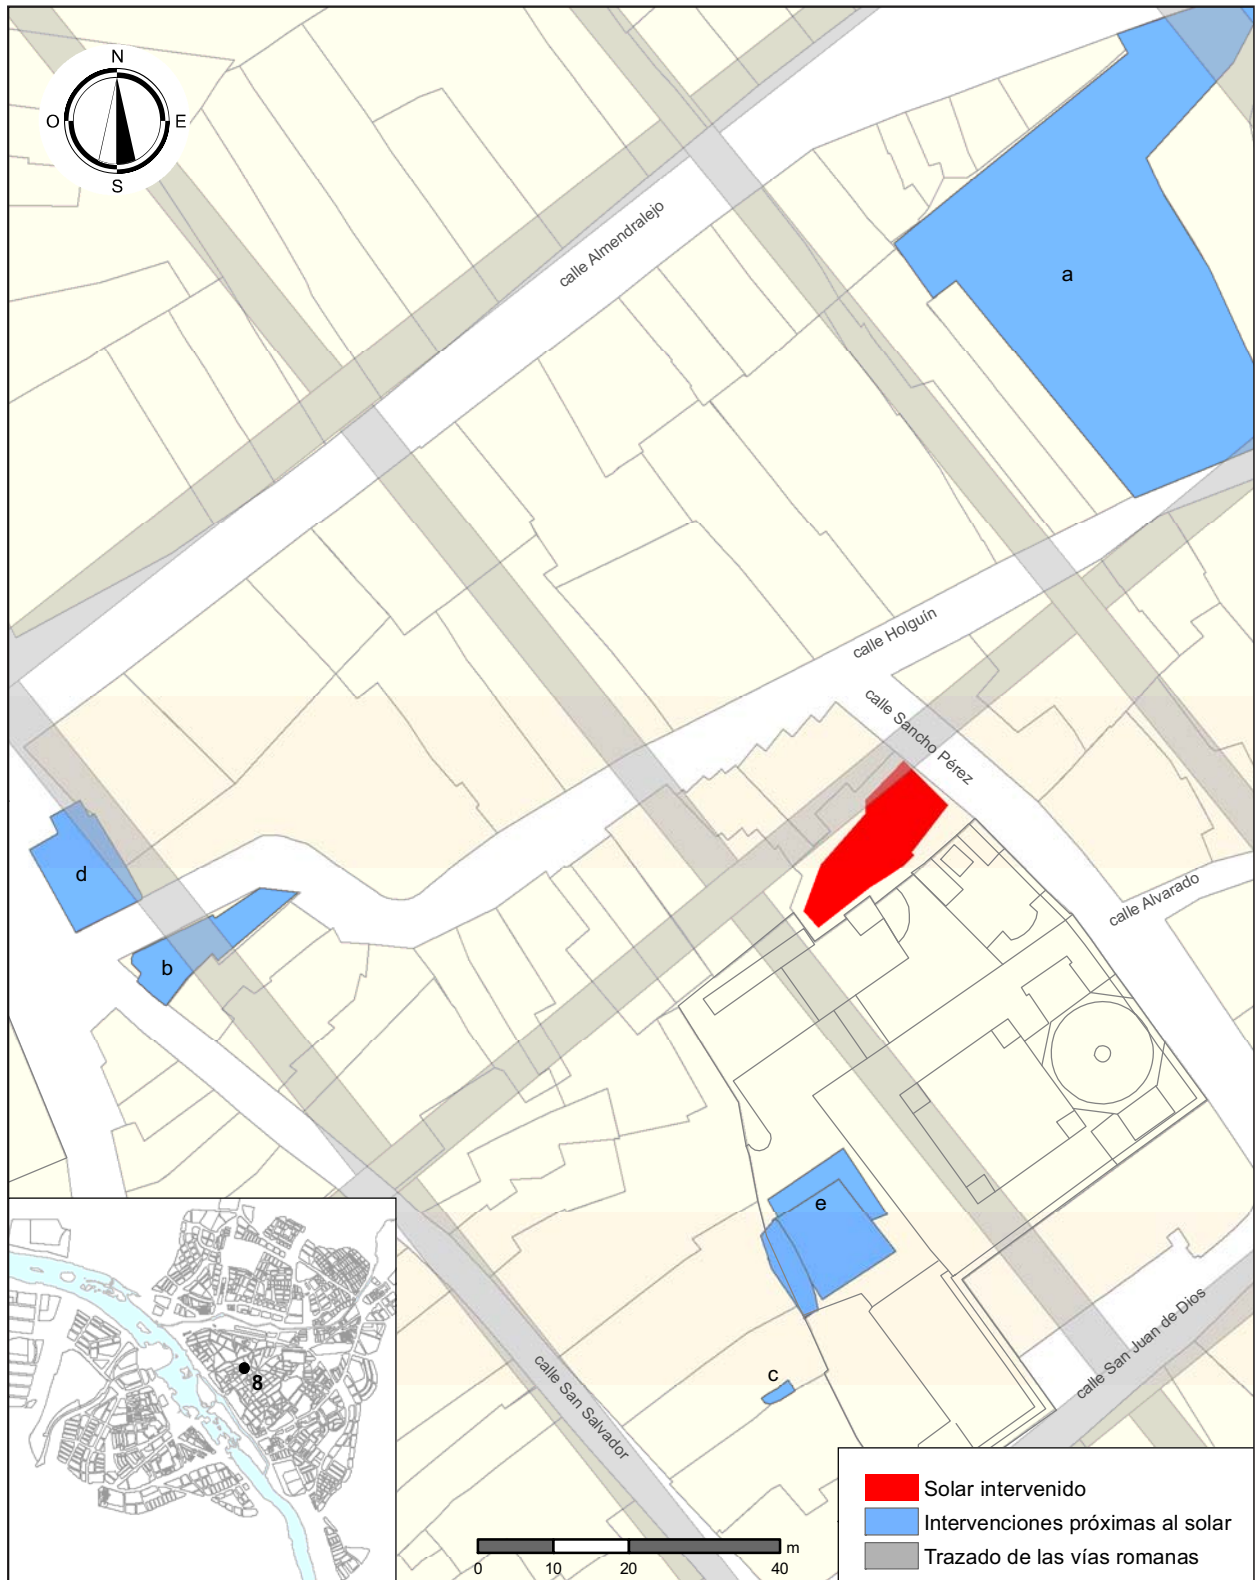 N
O
E
S
calle Almendralejo
a
calle Holguín
calle Sancho Pérez
d
calle Alvarado
b
e
calle San Juan de Dios
c
calle San Salvador
8
Solar intervenido
Intervenciones próximas al solar
Trazado de las vías romanas
m
0 10 20 40